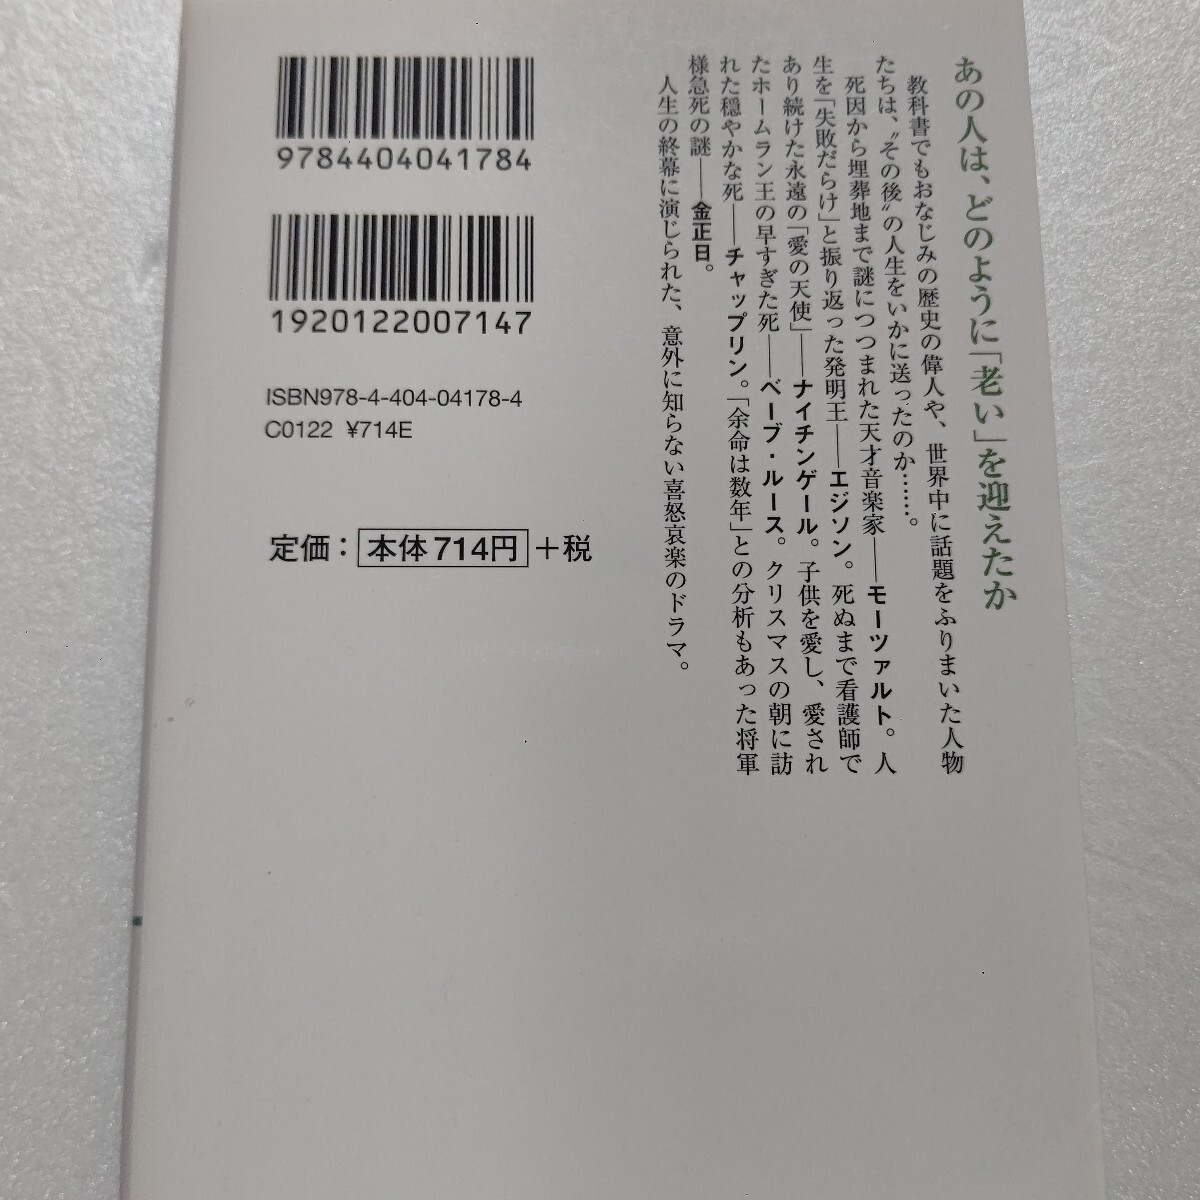 あの人は、どのように「老い」を迎えたか
教科書でもおなじみの歴史の偉人や、世界中に話題をふりまいた人物
たちは、〝その後〟の人生をいかに送ったのか……。
死因から埋葬地まで謎につつまれた天才音楽家――モーツァルト。人
生を「失敗だらけ」と振り返った発明王――エジソン。死ぬまで看護師で
あり続けた永遠の「愛の天使」――ナイチンゲール。子供を愛し、愛され
たホームラン王の早すぎた死――ベーブ・ルース。クリスマスの朝に訪
れた穏やかな死――チャップリン。「余命は数年」との分析もあった将軍
様急死の謎――金正日。
人生の終幕に演じられた、意外に知らない喜怒哀楽のドラマ。
9784404041784
1920122007147
ISBN978-4-404-04178-4
C0122 ¥714E
定価：本体714円+税